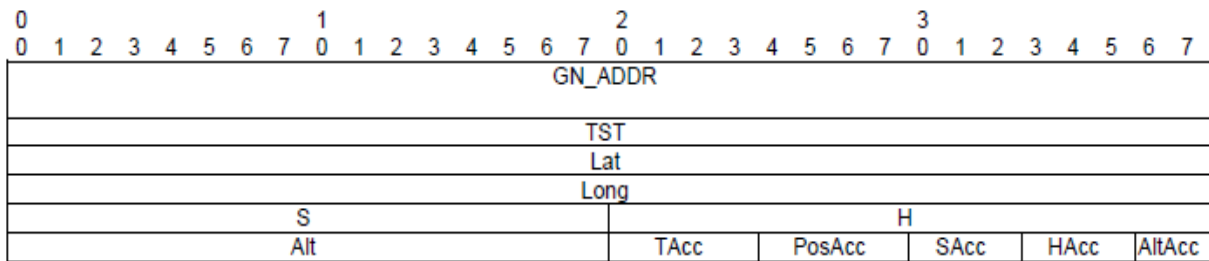 0 1 2 3
0 1 2 3 4 5 6 7 0 1 2 3 4 5 6 7 0 1 2 3 4 5 6 7 0 1 2 3 4 5 6 7
GN_ADDR
TST
Lat
Long
S H
Alt TAcc PosAcc SAcc HAcc AltAcc